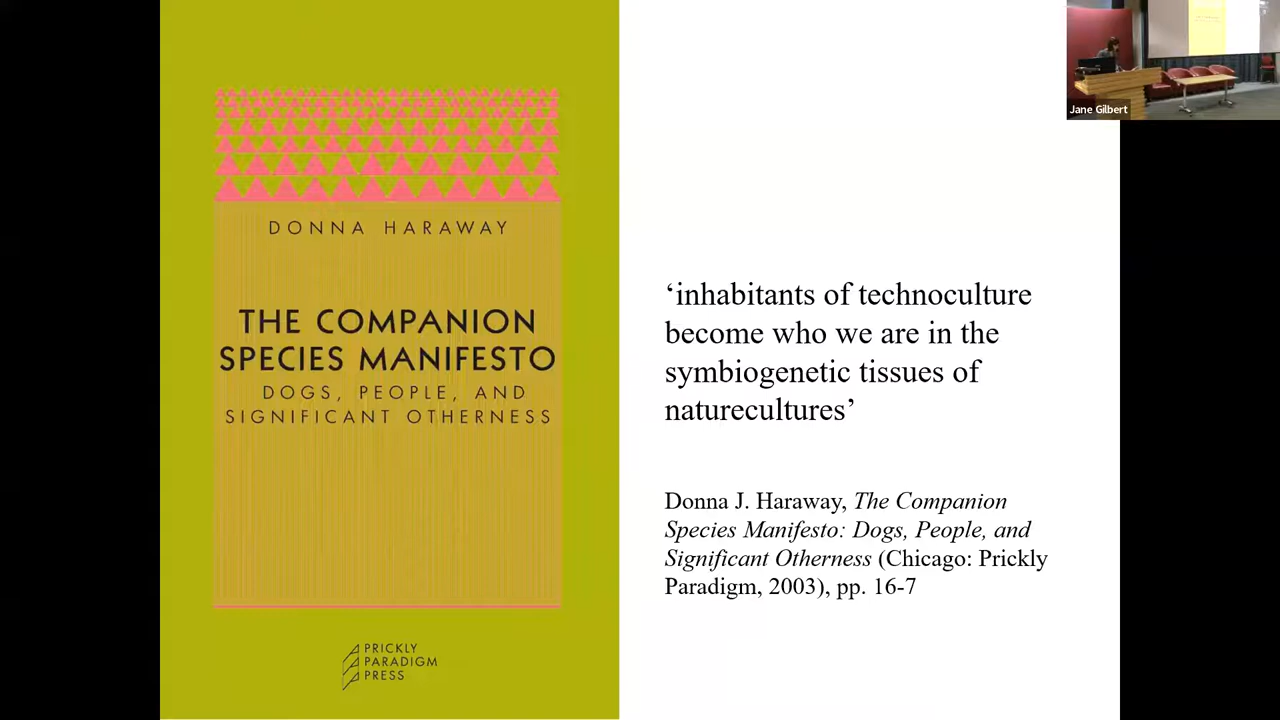 DONNA HARAWAY
THE COMPANION
SPECIES MANIFESTO
DOGS, PEOPLE, AND
SIGNIFICANT OTHERNESS
PRICKLY
PARADIGM
PRESS
‘inhabitants of technoculture
become who we are in the
symbiogenetic tissues of
naturecultures’
Donna J. Haraway, The Companion
Species Manifesto: Dogs, People, and
Significant Otherness (Chicago: Prickly
Paradigm, 2003), pp. 16-7
Jane Gilbert